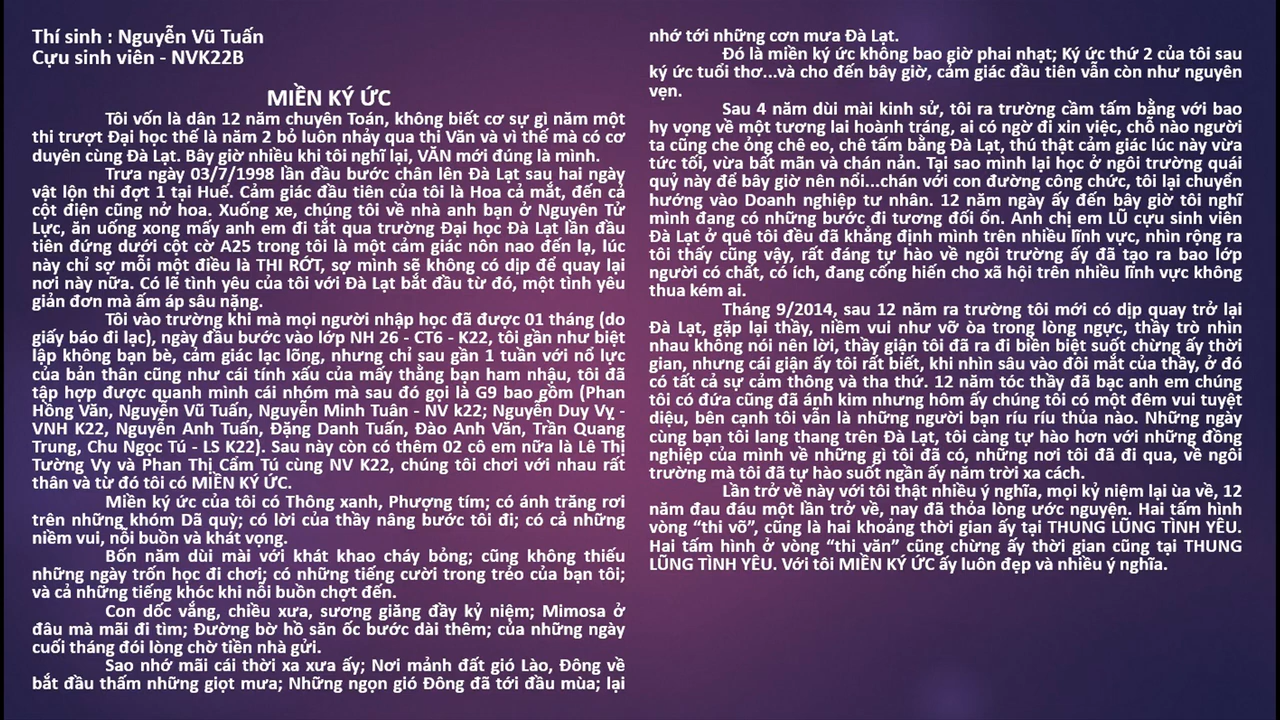 Thí sinh : Nguyễn Vũ Tuấn
Cựu sinh viên - NVK22B
MIỀN KÝ ỨC
Tôi vốn là dân 12 năm chuyên Toán, không biết cơ sự gì năm một
thi trượt Đại học thế là năm 2 bỏ luôn nhảy qua thi Văn và vì thế mà có cơ
duyên cùng Đà Lạt. Bây giờ nhiều khi tôi nghĩ lại, VĂN mới đúng là mình.
Trưa ngày 03/7/1998 lần đầu bước chân lên Đà Lạt sau hai ngày
vật lộn thi đợt 1 tại Huế. Cảm giác đầu tiên của tôi là Hoa cả mắt, đến cả
cột điện cũng nở hoa. Xuống xe, chúng tôi về nhà anh bạn ở Nguyên Tử
Lực, ăn uống xong mấy anh em đi tắt qua trường Đại học Đà Lạt lần đầu
tiên đứng dưới cột cờ A25 trong tôi là một cảm giác nôn nao đến lạ, lúc
này chỉ sợ mỗi một điều là THI RỚT, sợ mình sẽ không có dịp để quay lại
nơi này nữa. Có lẽ tình yêu của tôi với Đà Lạt bắt đầu từ đó, một tình yêu
giản đơn mà ấm áp sâu nặng.
Tôi vào trường khi mà mọi người nhập học đã được 01 tháng (do
giấy báo đi lạc), ngày đầu bước vào lớp NH 26 - CT6 - K22, tôi gần như biệt
lập không bạn bè, cảm giác lạc lõng, nhưng chỉ sau gần 1 tuần với nổ lực
của bản thân cũng như cái tính xấu của mấy thằng bạn ham nhậu, tôi đã
tập hợp được quanh mình cái nhóm mà sau đó gọi là G9 bao gồm (Phan
Hồng Văn, Nguyễn Vũ Tuấn, Nguyễn Minh Tuân - NV k22; Nguyễn Duy Vỵ -
VNH K22, Nguyễn Anh Tuấn, Đặng Danh Tuấn, Đào Anh Văn, Trần Quang
Trung, Chu Ngọc Tú - LS K22). Sau này còn có thêm 02 cô em nữa là Lê Thị
Tường Vy và Phan Thị Cẩm Tú cùng NV K22, chúng tôi chơi với nhau rất
thân và từ đó tôi có MIỀN KÝ ỨC.
Miền ký ức của tôi có Thông xanh, Phượng tím; có ánh trăng rơi
trên những khóm Dã quỳ; có lời của thầy nâng bước tôi đi; có cả những
niềm vui, nỗi buồn và khát vọng.
Bốn năm dùi mài với khát khao cháy bỏng; cũng không thiếu
những ngày trốn học đi chơi; có những tiếng cười trong trẻo của bạn tôi;
và cả những tiếng khóc khi nỗi buồn chợt đến.
Con dốc vắng, chiều xưa, sương giăng đầy kỷ niệm; Mimosa ở
đâu mà mãi đi tìm; Đường bờ hồ săn ốc bước dài thêm; của những ngày
cuối tháng đói lòng chờ tiền nhà gửi.
Sao nhớ mãi cái thời xa xưa ấy; Nơi mảnh đất gió Lào, Đông về
bắt đầu thấm những giọt mưa; Những ngọn gió Đông đã tới đầu mùa; lại
nhớ tới những cơn mưa Đà Lạt.
Đó là miền ký ức không bao giờ phai nhạt; Ký ức thứ 2 của tôi sau
ký ức tuổi thơ...và cho đến bây giờ, cảm giác đầu tiên vẫn còn như nguyên
vẹn.
Sau 4 năm dùi mài kinh sử, tôi ra trường cầm tấm bằng với bao
hy vọng về một tương lai hoành tráng, ai có ngờ đi xin việc, chỗ nào người
ta cũng che ỏng chê eo, chê tấm bằng Đà Lạt, thú thật cảm giác lúc này vừa
tức tối, vừa bất mãn và chán nản. Tại sao mình lại học ở ngôi trường quái
quỷ này để bây giờ nên nổi...chán với con đường công chức, tôi lại chuyển
hướng vào Doanh nghiệp tư nhân. 12 năm ngày ấy đến bây giờ tôi nghĩ
mình đang có những bước đi tương đối ổn. Anh chị em LŨ cựu sinh viên
Đà Lạt ở quê tôi đều đã khẳng định mình trên nhiều lĩnh vực, nhìn rộng ra
tôi thấy cũng vậy, rất đáng tự hào về ngôi trường ấy đã tạo ra bao lớp
người có chất, có ích, đang cống hiến cho xã hội trên nhiều lĩnh vực không
thua kém ai.
Tháng 9/2014, sau 12 năm ra trường tôi mới có dịp quay trở lại
Đà Lạt, gặp lại thầy, niềm vui như vỡ òa trong lòng ngực, thầy trò nhìn
nhau không nói nên lời, thầy giận tôi đã ra đi biền biệt suốt chừng ấy thời
gian, nhưng cái giận ấy tôi rất biết, khi nhìn sâu vào đôi mắt của thầy, ở đó
có tất cả sự cảm thông và tha thứ. 12 năm tóc thầy đã bạc anh em chúng
tôi có đứa cũng đã ánh kim nhưng hôm ấy chúng tôi có một đêm vui tuyệt
diệu, bên cạnh tôi vẫn là những người bạn ríu ríu thủa nào. Những ngày
cùng bạn tôi lang thang trên Đà Lạt, tôi càng tự hào hơn với những đồng
nghiệp của mình về những gì tôi đã có, những nơi tôi đã đi qua, về ngôi
trường mà tôi đã tự hào suốt ngần ấy năm trời xa cách.
Lần trở về này với tôi thật nhiều ý nghĩa, mọi kỷ niệm lại ùa về, 12
năm đau đáu một lần trở về, nay đã thỏa lòng ước nguyện. Hai tấm hình
vòng “thi võ”, cũng là hai khoảng thời gian ấy tại THUNG LŨNG TÌNH YÊU.
Hai tấm hình ở vòng “thi văn” cũng chừng ấy thời gian cũng tại THUNG
LŨNG TÌNH YÊU. Với tôi MIỀN KÝ ỨC ấy luôn đẹp và nhiều ý nghĩa.